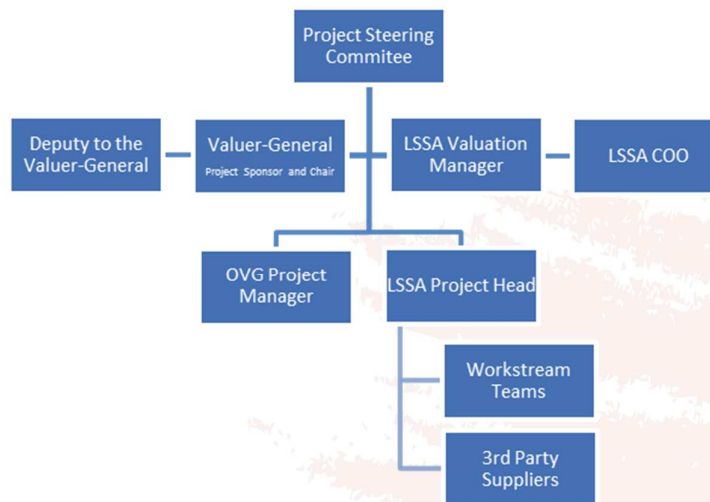 Project Steering
Commitee
Deputy to the
Valuer-General
Valuer-General
Project Sponsor and Chair
LSSA Valuation
Manager
LSSA COO
OVG Project
Manager
LSSA Project Head
Workstream
Teams
3rd Party
Suppliers